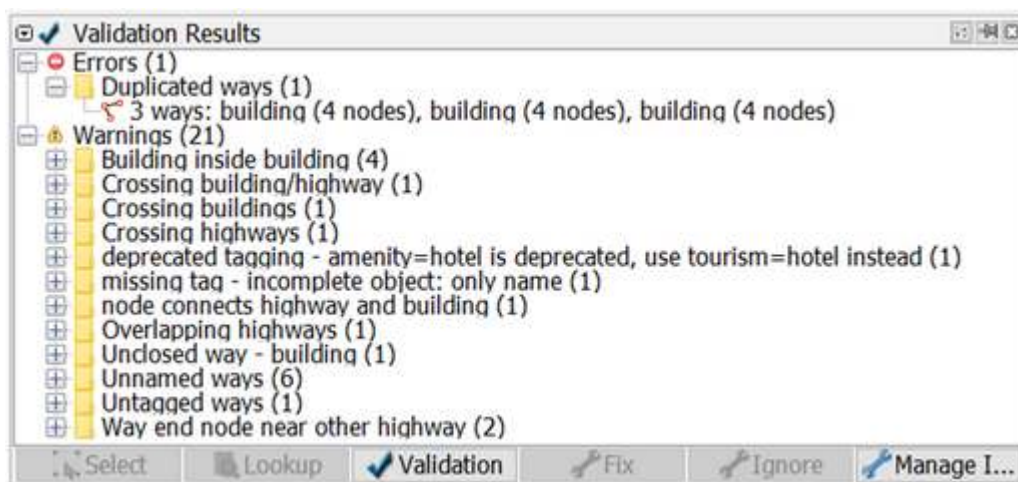 Validation Results
Errors (1)
Duplicated ways (1)
3 ways: building (4 nodes), building (4 nodes), building (4 nodes)
Warnings (21)
Building inside building (4)
Crossing building/highway (1)
Crossing buildings (1)
Crossing highways (1)
deprecated tagging - amenity=hotel is deprecated, use tourism=hotel instead (1)
missing tag - incomplete object: only name (1)
node connects highway and building (1)
Overlapping highways (1)
Unclosed way - building (1)
Unnamed ways (6)
Untagged ways (1)
Way end node near other highway (2)
Select Lookup Validation Fix Ignore Manage I...